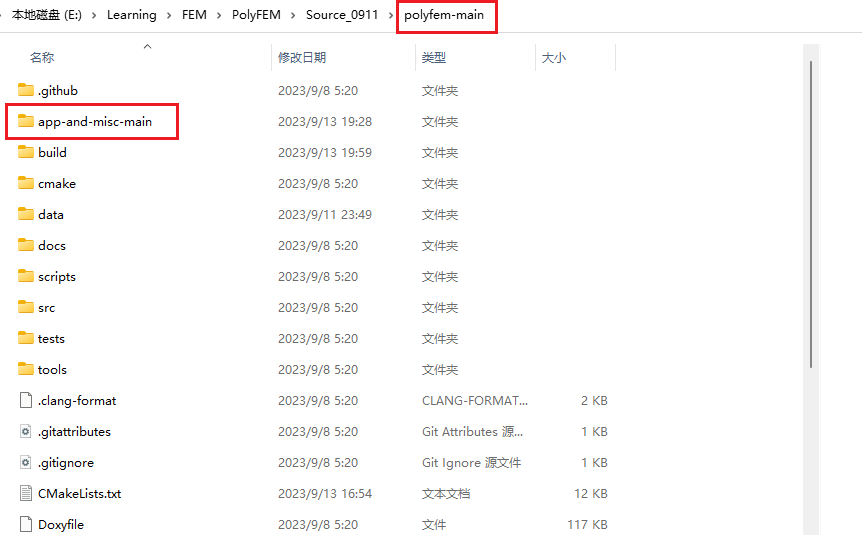 本地磁盘 (E:) > Learning > FEM > PolyFEM > Source_0911 > polyfem-main
名称 修改日期 类型 大小
.github 2023/9/8 5:20 文件夹
app-and-misc-main 2023/9/13 19:28 文件夹
build 2023/9/13 19:59 文件夹
cmake 2023/9/8 5:20 文件夹
data 2023/9/11 23:49 文件夹
docs 2023/9/8 5:20 文件夹
scripts 2023/9/8 5:20 文件夹
src 2023/9/8 5:20 文件夹
tests 2023/9/8 5:20 文件夹
tools 2023/9/8 5:20 文件夹
.clang-format 2023/9/8 5:20 CLANG-FORMAT... 2 KB
.gitattributes 2023/9/8 5:20 Git Attributes 源... 1 KB
.gitignore 2023/9/8 5:20 Git Ignore 源文件 1 KB
CMakeLists.txt 2023/9/13 16:54 文本文档 12 KB
Doxyfile 2023/9/8 5:20 文件 117 KB